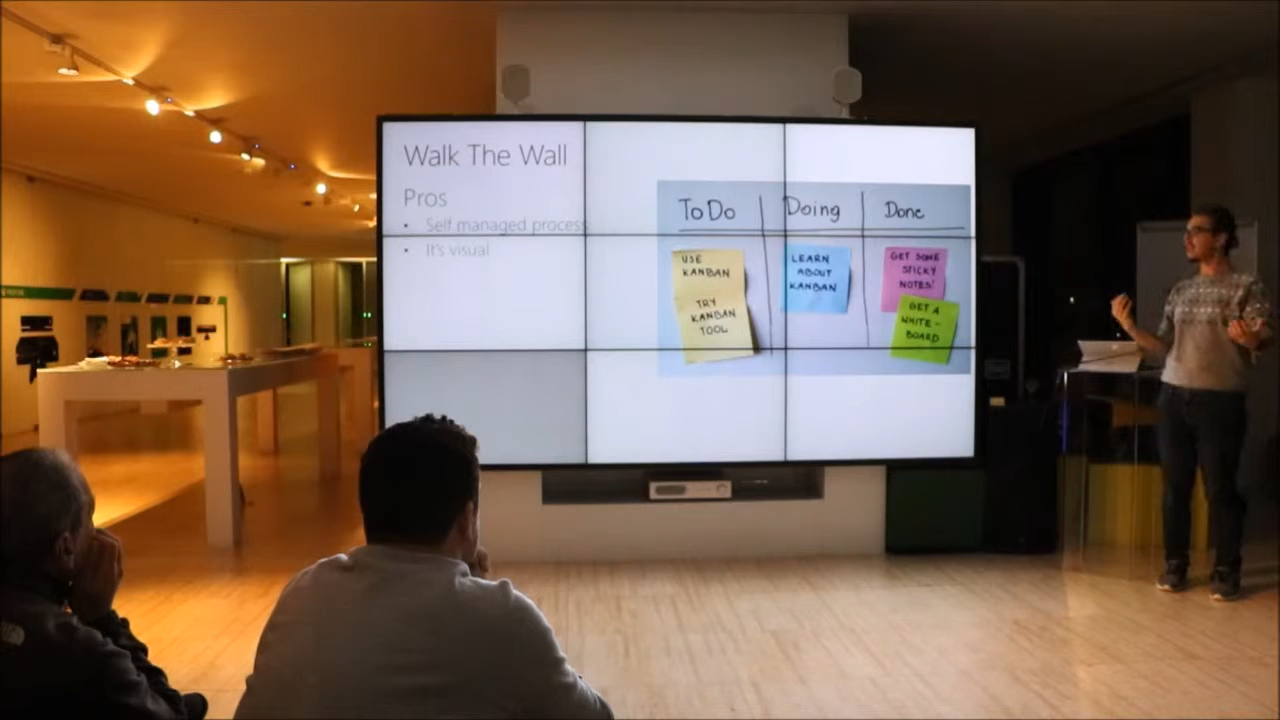 Walk The Wall
Pros
• Self managed process
• It's visual
To Do
Doing
Done
USE
KANBAN
TRY
KANBAN
TOOL
LEARN
ABOUT
KANBAN
GET SOME
STICKY
NOTES!
GET A
WHITE-
BOARD